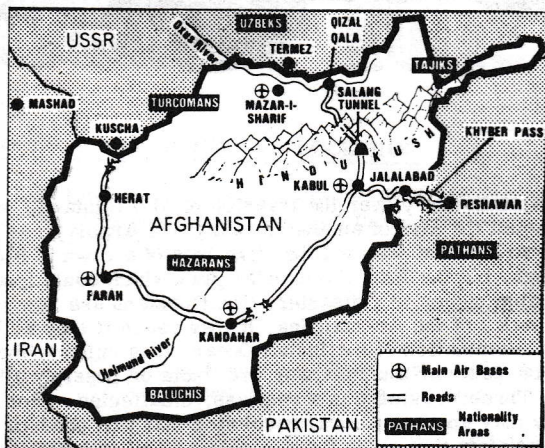 USSR
Oxus River
UZBEKS
TERMEZ
QIZAL
QALA
TAJIKS
MASHAD
TURCOMANS
MAZAR-I-
SHARIF
SALANG
TUNNEL
KUSCHA
KHYBER PASS
HINDU KUSH
HERAT
KABUL
JALALABAD
PESHAWAR
AFGHANISTAN
HAZARANS
PATHANS
FARAH
KANDAHAR
IRAN
Helmund River
BALUCHIS
PAKISTAN
Main Air Bases
Roads
PATHANS
Nationality
Areas